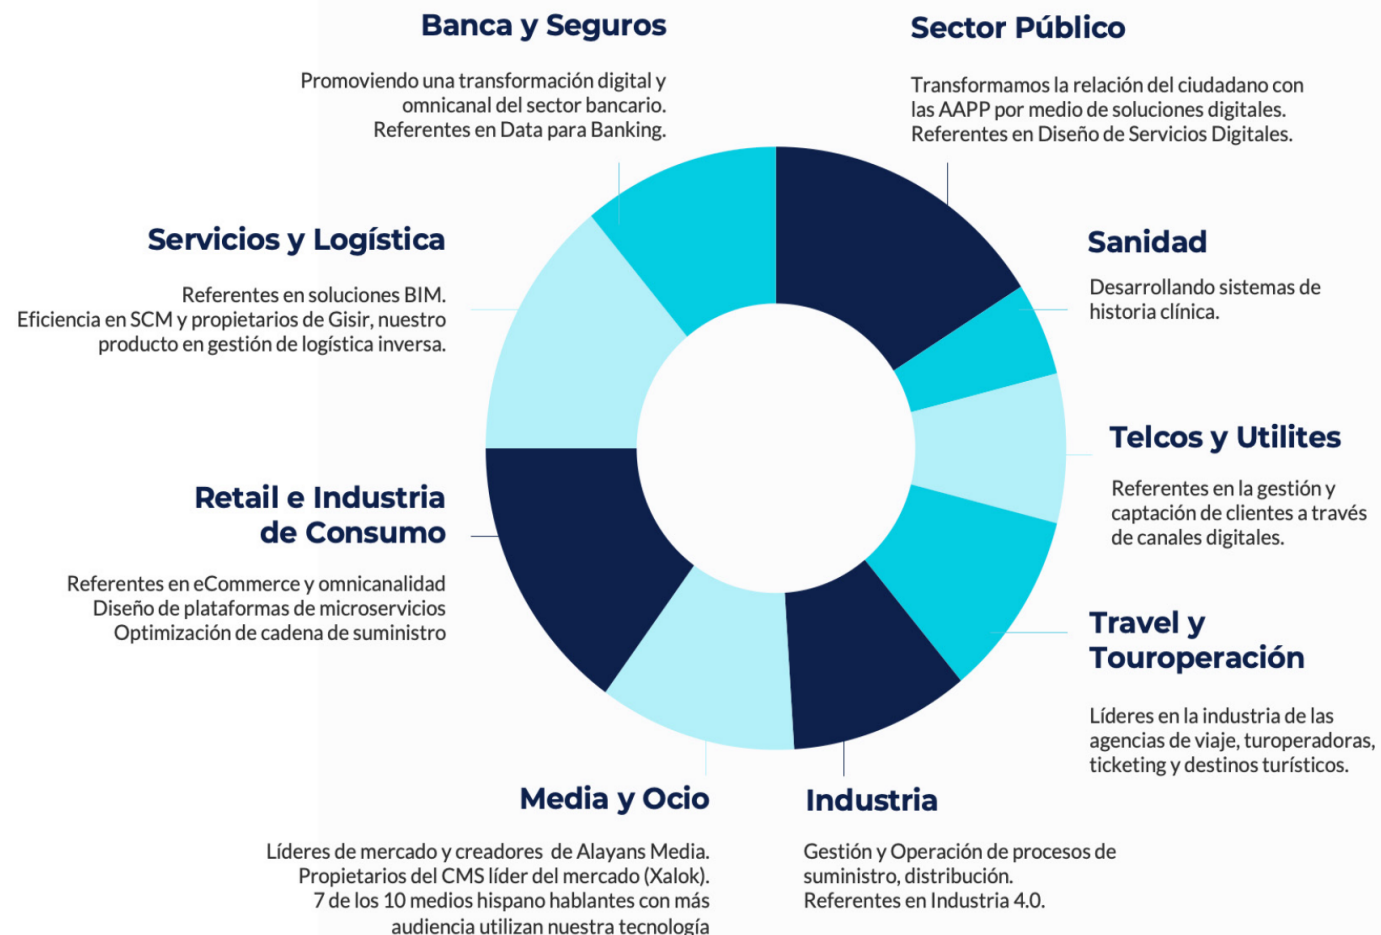 Banca y Seguros
Promoviendo una transformación digital y
omnicanal del sector bancario.
Referentes en Data para Banking.
Sector Público
Transformamos la relación del ciudadano con
las AAPP por medio de soluciones digitales.
Referentes en Diseño de Servicios Digitales.
Servicios y Logística
Referentes en soluciones BIM.
Eficiencia en SCM y propietarios de Gisir, nuestro
producto en gestión de logística inversa.
Sanidad
Desarrollando sistemas de
historia clínica.
Telcos y Utilites
Referentes en la gestión y
captación de clientes a través
de canales digitales.
Retail e Industria
de Consumo
Referentes en eCommerce y omnicanalidad
Diseño de plataformas de microservicios
Optimización de cadena de suministro
Travel y
Touroperación
Líderes en la industria de las
agencias de viaje, turoperadoras,
ticketing y destinos turísticos.
Media y Ocio
Líderes de mercado y creadores de Alayans Media.
Propietarios del CMS líder del mercado (Xalok).
7 de los 10 medios hispano hablantes con más
audiencia utilizan nuestra tecnología
Industria
Gestión y Operación de procesos de
suministro, distribución.
Referentes en Industria 4.0.